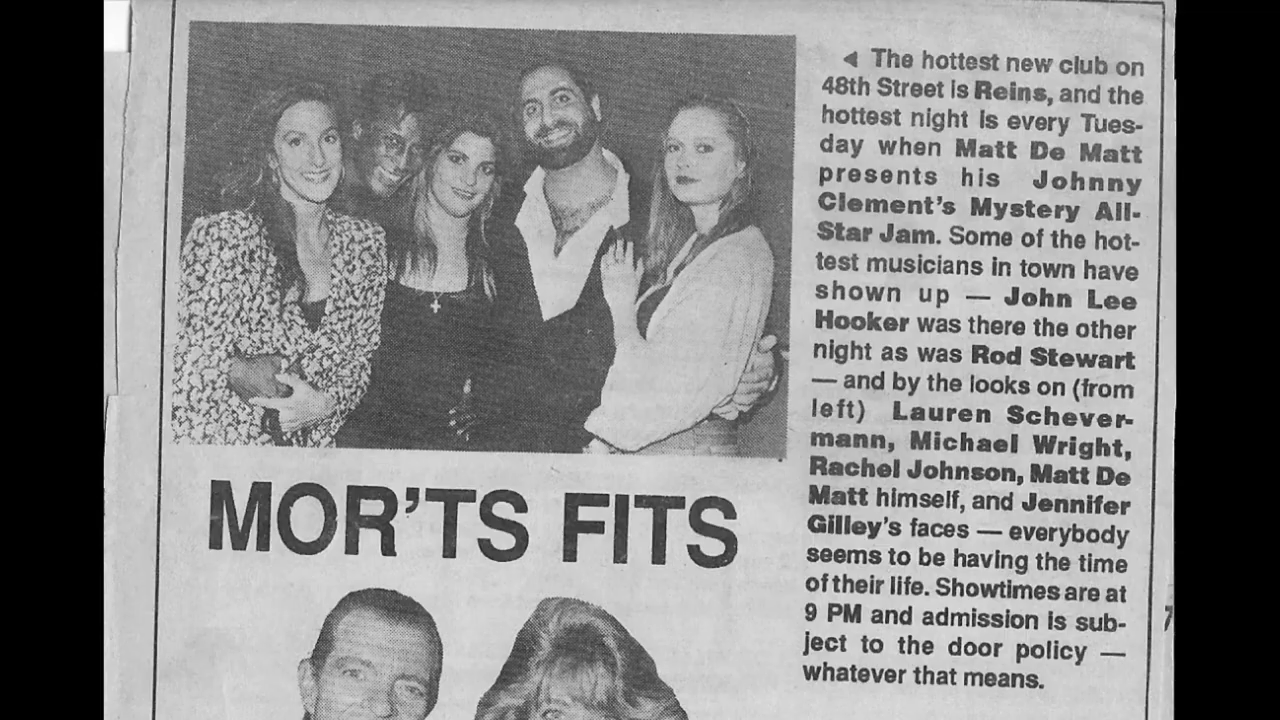 ◄ The hottest new club on
48th Street is Reins, and the
hottest night is every Tues-
day when Matt De Matt
presents his Johnny
Clement's Mystery All-
Star Jam. Some of the hot-
test musicians in town have
shown up — John Lee
Hooker was there the other
night as was Rod Stewart
— and by the looks on (from
left) Lauren Schever-
mann, Michael Wright,
Rachel Johnson, Matt De
Matt himself, and Jennifer
Gilley's faces — everybody
seems to be having the time
of their life. Showtimes are at
9 PM and admission is sub-
ject to the door policy —
whatever that means.
MOR'TS FITS